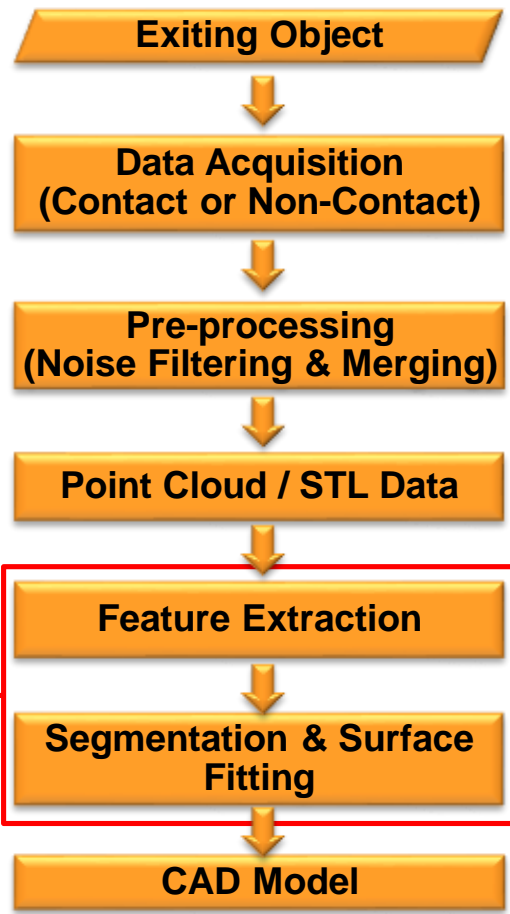 Exiting Object
Data Acquisition
(Contact or Non-Contact)
Pre-processing
(Noise Filtering & Merging)
Point Cloud / STL Data
Feature Extraction
Segmentation & Surface
Fitting
CAD Model